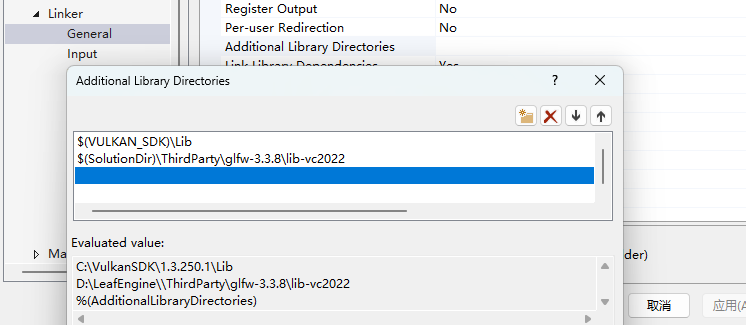 Linker
General
Input
Register Output No
Per-user Redirection No
Additional Library Directories
Link Library Dependencies Yes
Additional Library Directories
?
$(VULKAN_SDK)\Lib
$(SolutionDir)\ThirdParty\glfw-3.3.8\lib-vc2022
Evaluated value:
Ma
der)
C:\VulkanSDK\1.3.250.1\Lib
D:\LeafEngine\\ThirdParty\glfw-3.3.8\lib-vc2022
%(AdditionalLibraryDirectories)
取消
应用(A